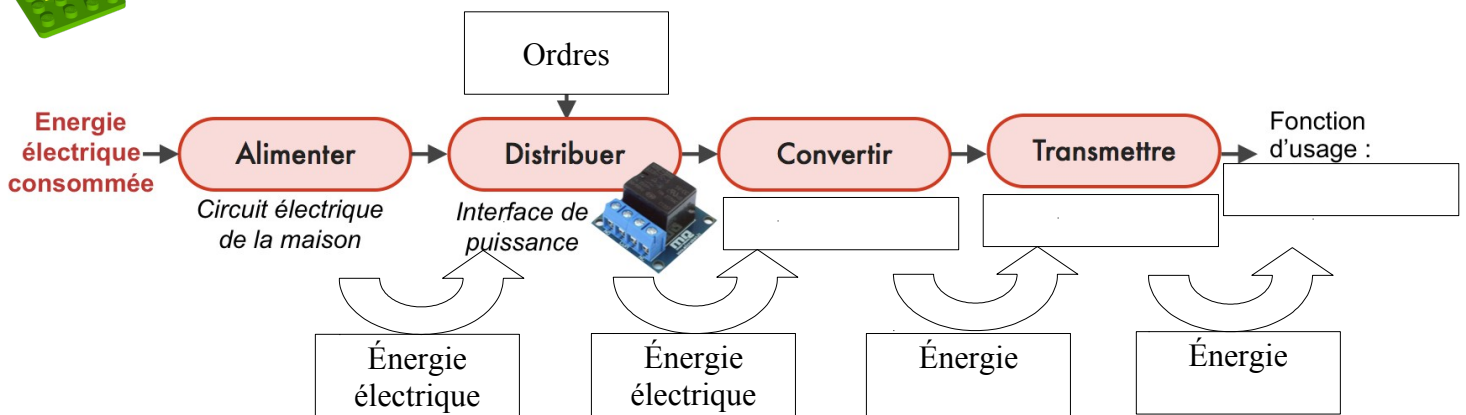 Ordres
Energie
électrique
consommée
Alimenter
Distribuer
Convertir
Transmettre
Fonction
d'usage :
Circuit électrique
de la maison
Interface de
puissance
Énergie
électrique
Énergie
électrique
Énergie
Énergie